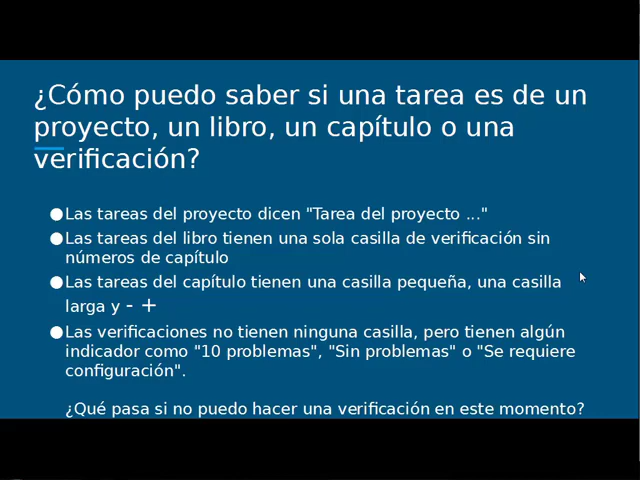 ¿Cómo puedo saber si una tarea es de un
proyecto, un libro, un capítulo o una
verificación?
●Las tareas del proyecto dicen "Tarea del proyecto ..."
●Las tareas del libro tienen una sola casilla de verificación sin
números de capítulo
●Las tareas del capítulo tienen una casilla pequeña, una casilla
larga y - +
●Las verificaciones no tienen ninguna casilla, pero tienen algún
indicador como "10 problemas", "Sin problemas" o "Se requiere
configuración".
¿Qué pasa si no puedo hacer una verificación en este momento?